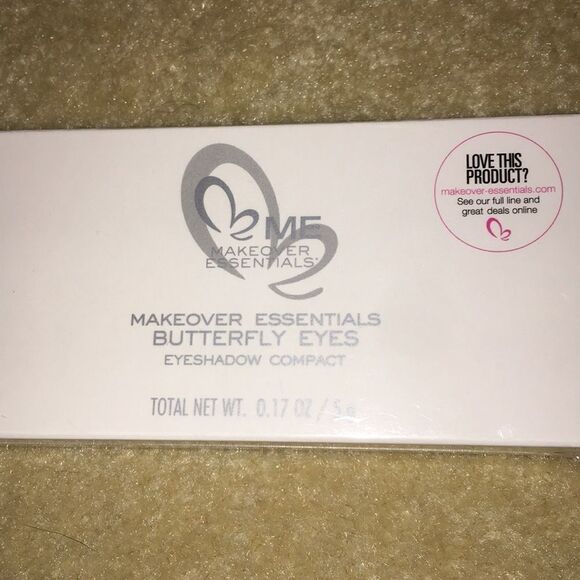 ME
MAKEOVER
ESSENTIALS®
MAKEOVER ESSENTIALS
BUTTERFLY EYES
EYESHADOW COMPACT
TOTAL NET WT. 0.17 OZ / 5 g
LOVE THIS
PRODUCT?
makeover-essentials.com
See our full line and
great deals online